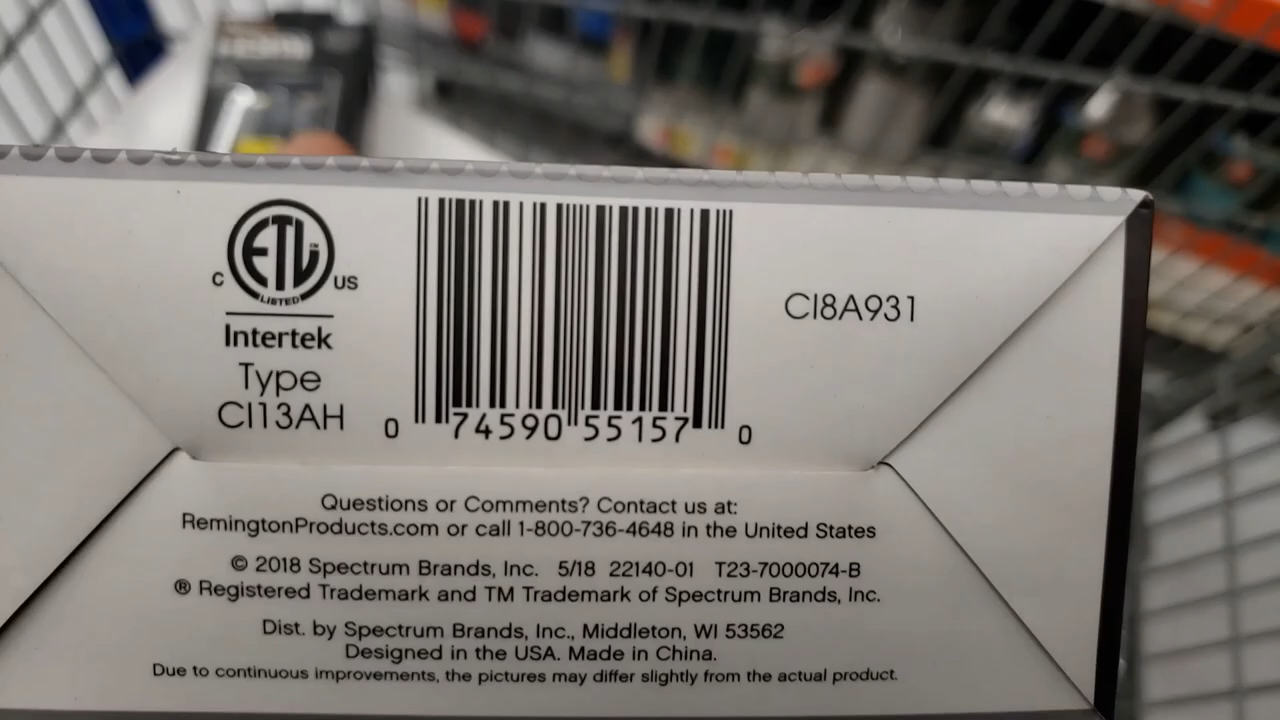 ETL™
LISTED
C US
Intertek
Type
CI13AH
0 74590 55157 0
CI8A931
Questions or Comments? Contact us at:
RemingtonProducts.com or call 1-800-736-4648 in the United States
© 2018 Spectrum Brands, Inc. 5/18 22140-01 T23-7000074-B
® Registered Trademark and TM Trademark of Spectrum Brands, Inc.
Dist. by Spectrum Brands, Inc., Middleton, WI 53562
Designed in the USA. Made in China.
Due to continuous improvements, the pictures may differ slightly from the actual product.